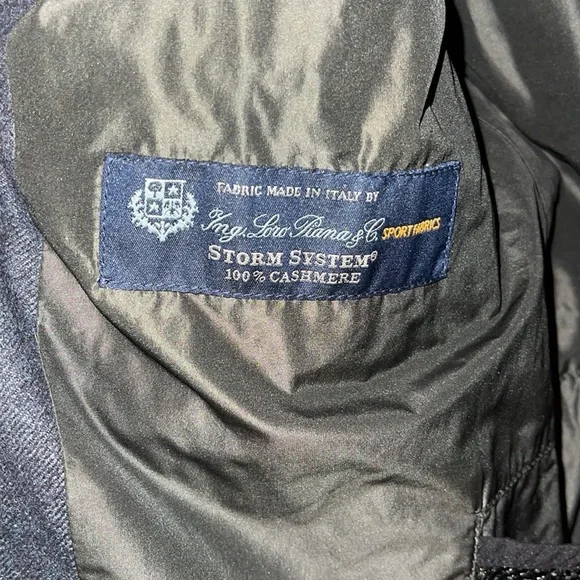 FABRIC MADE IN ITALY BY
Ing. Loro Piana & C. SPORT FABRICS
STORM SYSTEM®
100% CASHMERE